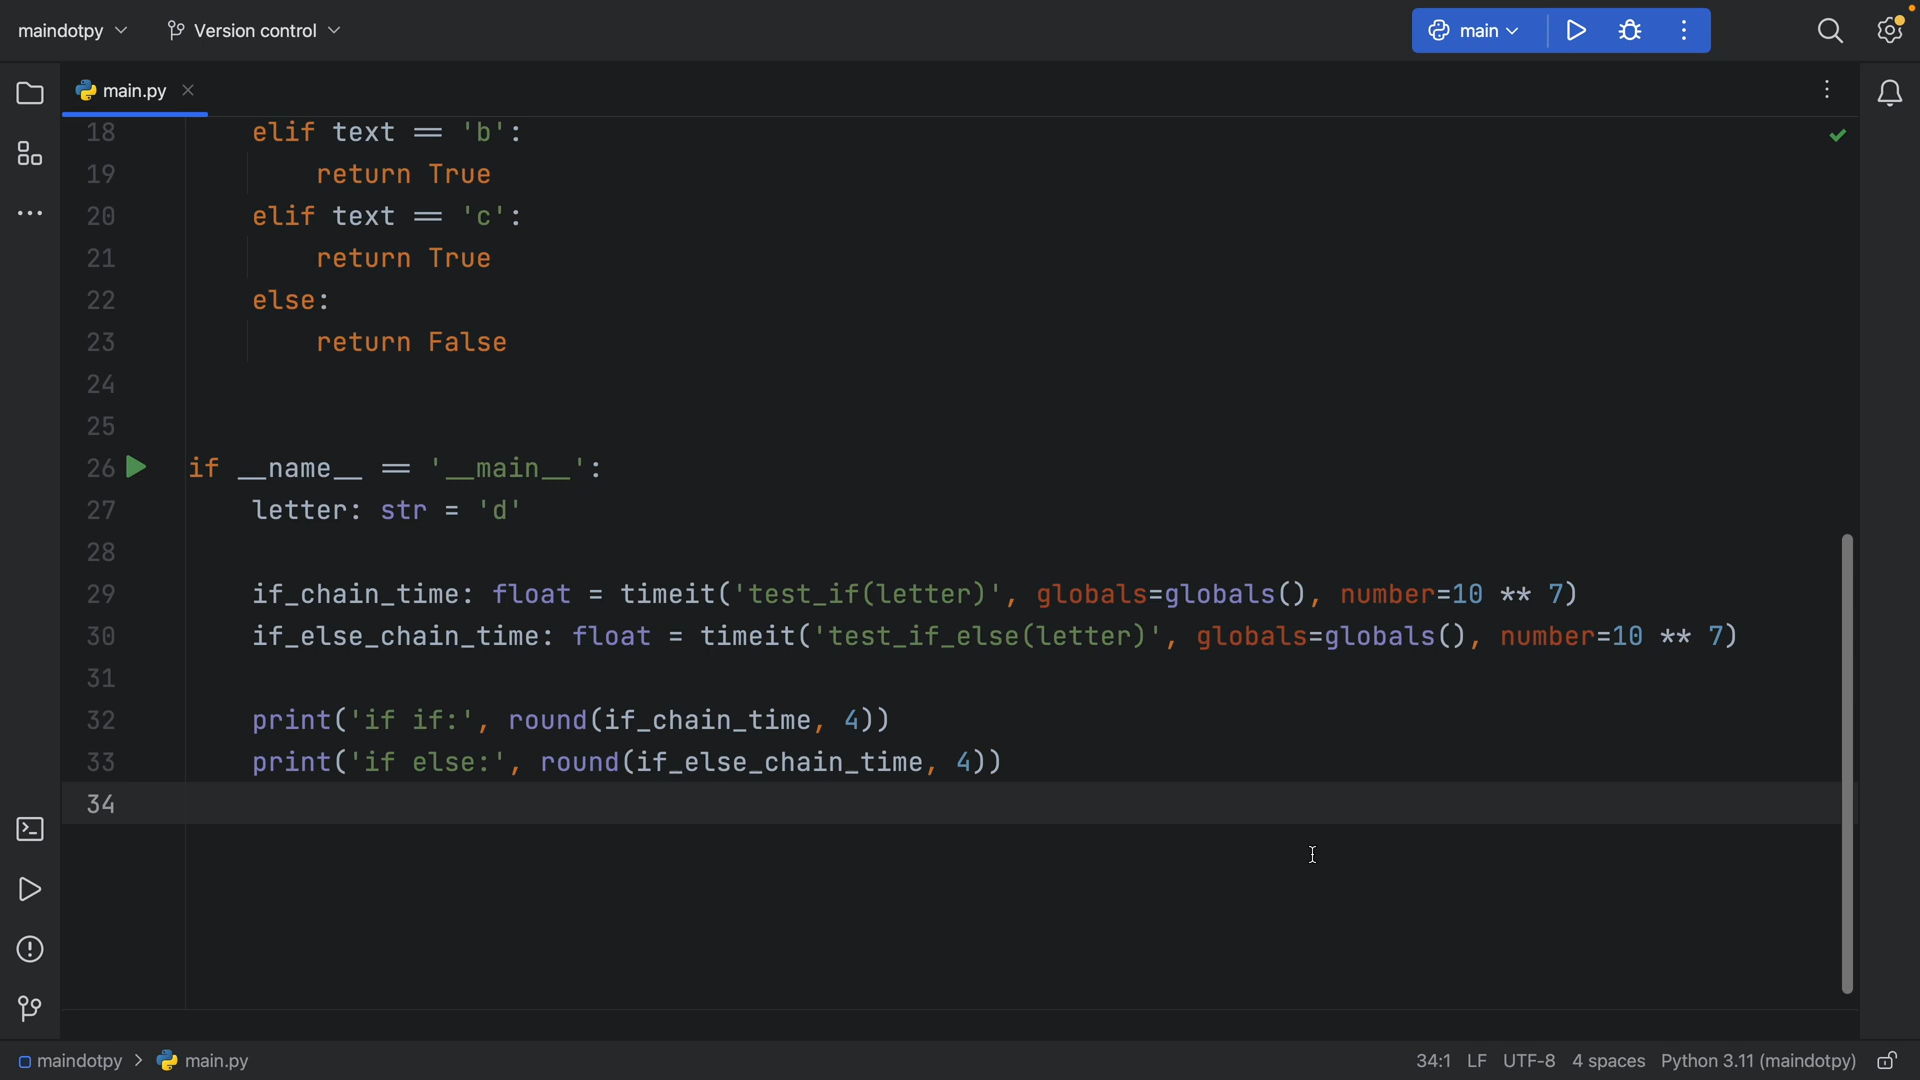 maindotpy Version control main
main.py
18 elif text == 'b':
19 return True
20 elif text == 'c':
21 return True
22 else:
23 return False
24
25
26 if __name__ == '__main__':
27 letter: str = 'd'
28
29 if_chain_time: float = timeit('test_if(letter)', globals=globals(), number=10 ** 7)
30 if_else_chain_time: float = timeit('test_if_else(letter)', globals=globals(), number=10 ** 7)
31
32 print('if if:', round(if_chain_time, 4))
33 print('if else:', round(if_else_chain_time, 4))
34
maindotpy > main.py 34:1 LF UTF-8 4 spaces Python 3.11 (maindotpy)